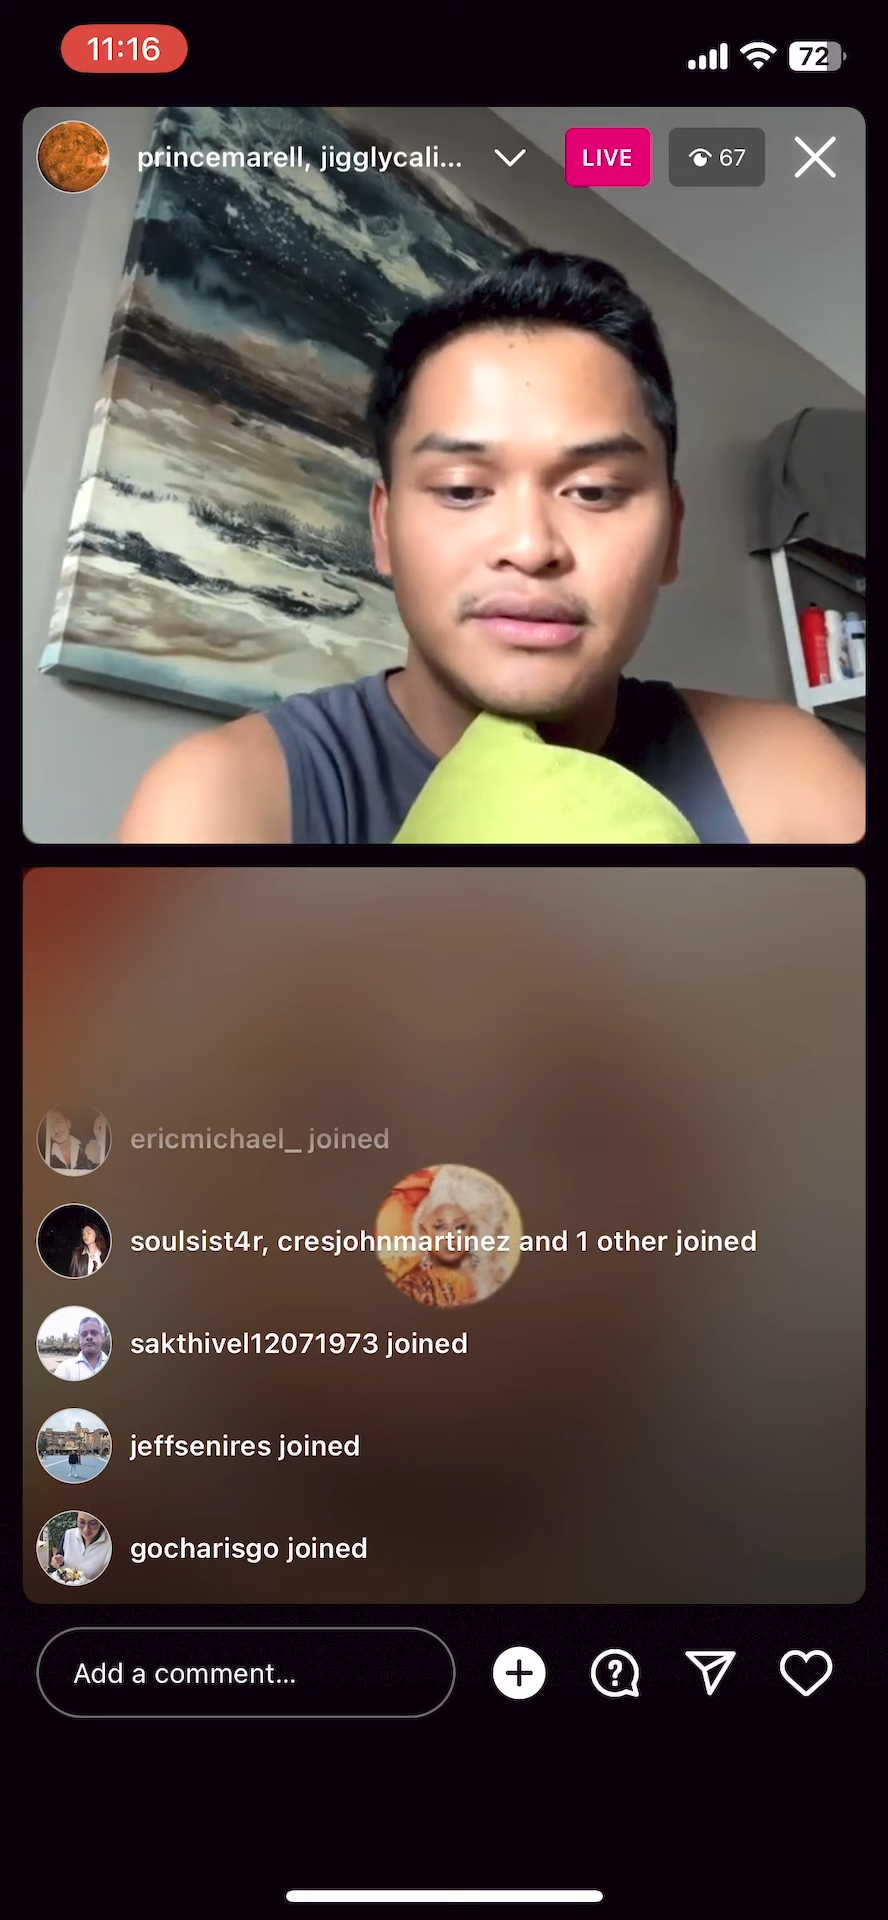 11:16
72
princemarell, jigglycali...
LIVE
67
ericmichael_ joined
soulsist4r, cresjohnmartinez and 1 other joined
sakthivel12071973 joined
jeffsenires joined
gocharisgo joined
Add a comment...